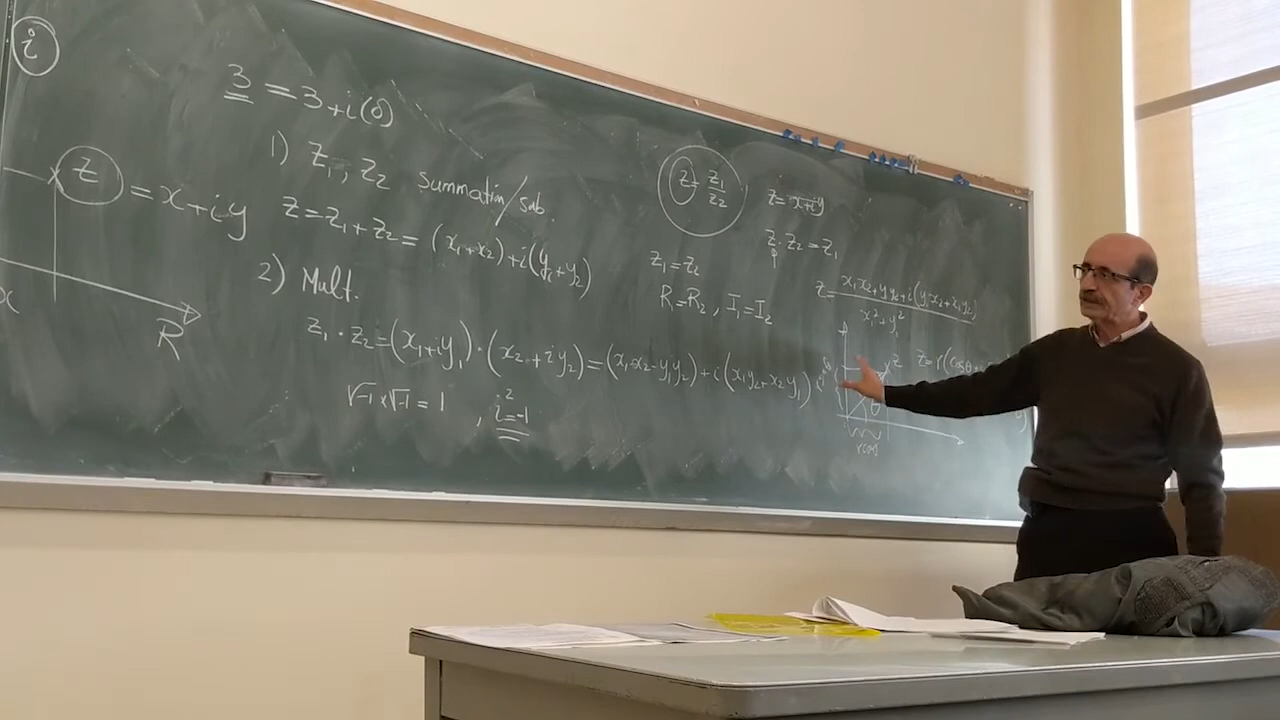 i
3 = 3 + i(0)
1) Z₁, Z₂ Summation/sub.
Z = x + iy
Z = Z₁ + Z₂ = (x₁ + x₂) + i(y₁ + y₂)
2) Mult.
Z₁ · Z₂ = (x₁ + iy₁) · (x₂ + iy₂) = (x₁x₂ - y₁y₂) + i(x₁y₂ + x₂y₁)
√-1 × √-1 = 1 , i² = -1
x
R
Z = Z₁/Z₂
Z = x + iy
Z · Z₂ = Z₁
Z₁ = Z₂
R₁ = R₂ , I₁ = I₂
Z
Z = r(cosθ +
θ